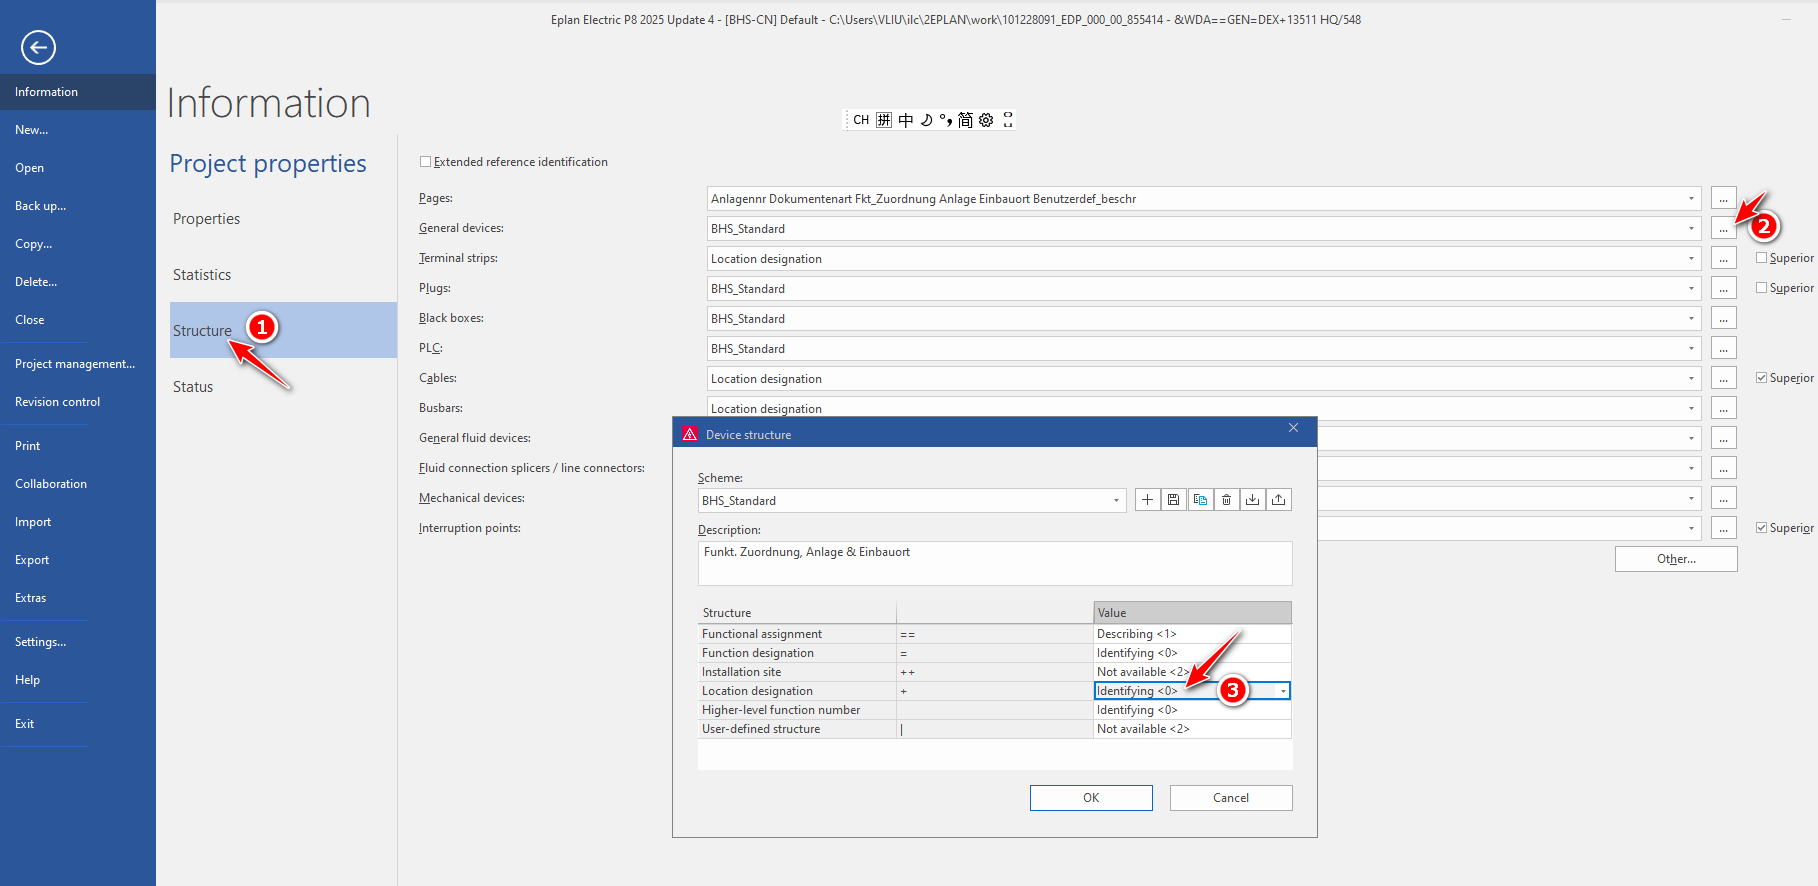 Eplan Electric P8 2025 Update 4 - [BHS-CN] Default - C:\Users\VLIU\ilc\2EPLAN\work\101228091_EDP_000_00_855414 - &WDA==GEN=DEX+13511 HQ/548
Information
New...
Open
Back up...
Copy...
Delete...
Close
Project management...
Revision control
Print
Collaboration
Import
Export
Extras
Settings...
Help
Exit
Information
CH 拼 中 简
Project properties
Properties
Statistics
Structure 1
Status
Extended reference identification
Pages: Anlagennr Dokumentenart Fkt_Zuordnung Anlage Einbauort Benutzerdef_beschr ...
General devices: BHS_Standard ... 2
Terminal strips: Location designation ... Superior
Plugs: BHS_Standard ... Superior
Black boxes: BHS_Standard ...
PLC: BHS_Standard ...
Cables: Location designation ... Superior
Busbars: Location designation ...
General fluid devices: ...
Fluid connection splicers / line connectors: ...
Mechanical devices: ...
Interruption points: ... Superior
Other...
Device structure
Scheme:
BHS_Standard
Description:
Funkt. Zuordnung, Anlage & Einbauort
Structure Value
Functional assignment == Describing <1>
Function designation = Identifying <0>
Installation site ++ Not available <2>
Location designation + Identifying <0> 3
Higher-level function number Identifying <0>
User-defined structure | Not available <2>
OK Cancel